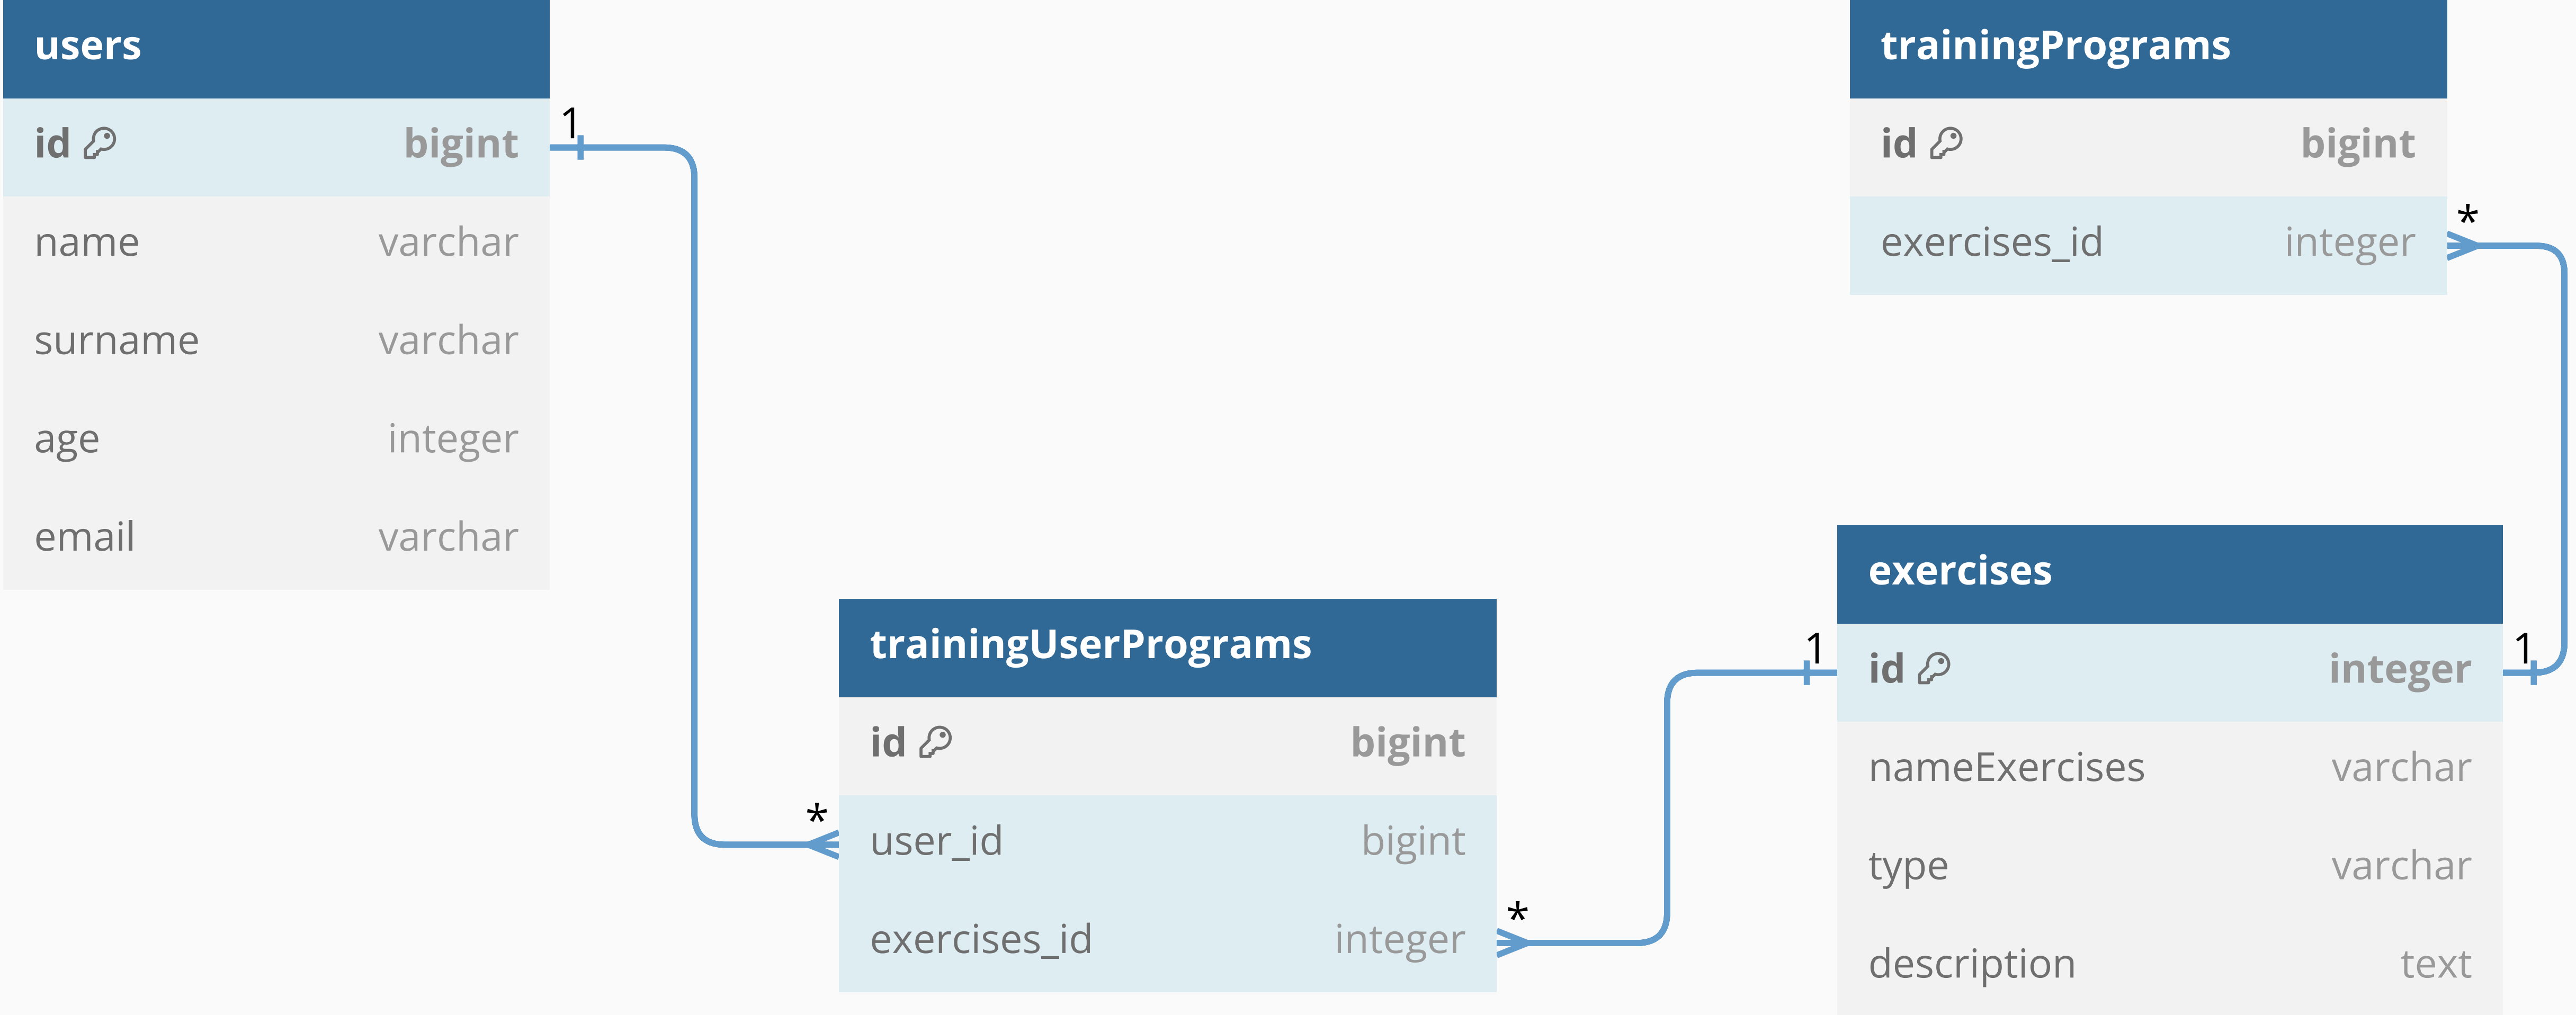 users
id bigint
name varchar
surname varchar
age integer
email varchar
1
*
trainingUserPrograms
id bigint
user_id bigint
exercises_id integer
*
1
trainingPrograms
id bigint
exercises_id integer
*
1
exercises
id integer
nameExercises varchar
type varchar
description text